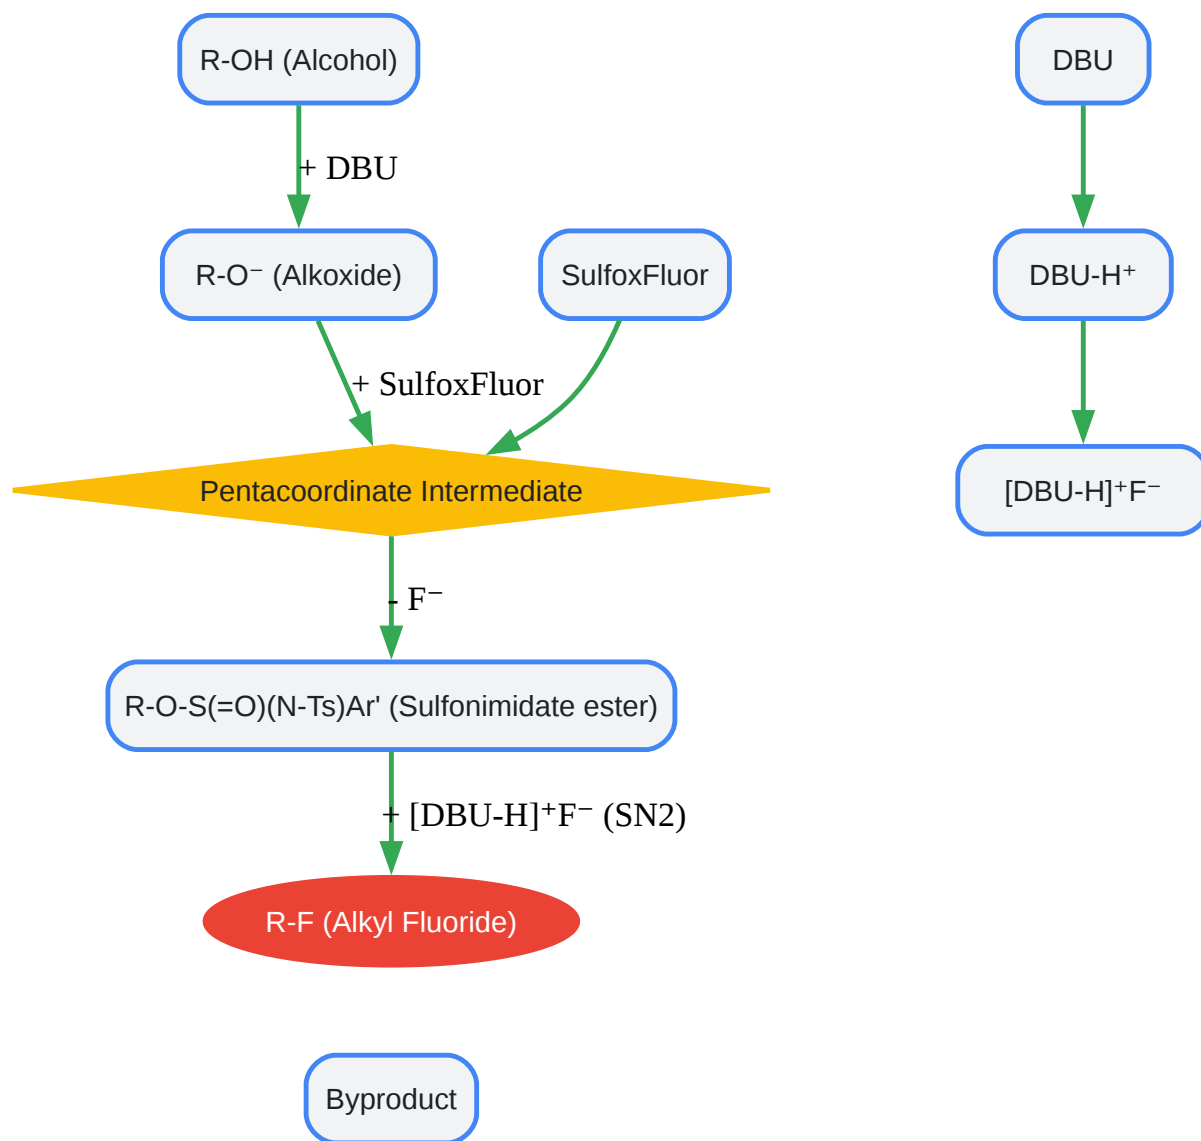 R-OH (Alcohol)
DBU
+ DBU
R-O⁻ (Alkoxide)
SulfoxFluor
DBU-H⁺
+ SulfoxFluor
Pentacoordinate Intermediate
[DBU-H]⁺F⁻
- F⁻
R-O-S(=O)(N-Ts)Ar' (Sulfonimidate ester)
+ [DBU-H]⁺F⁻ (SN2)
R-F (Alkyl Fluoride)
Byproduct